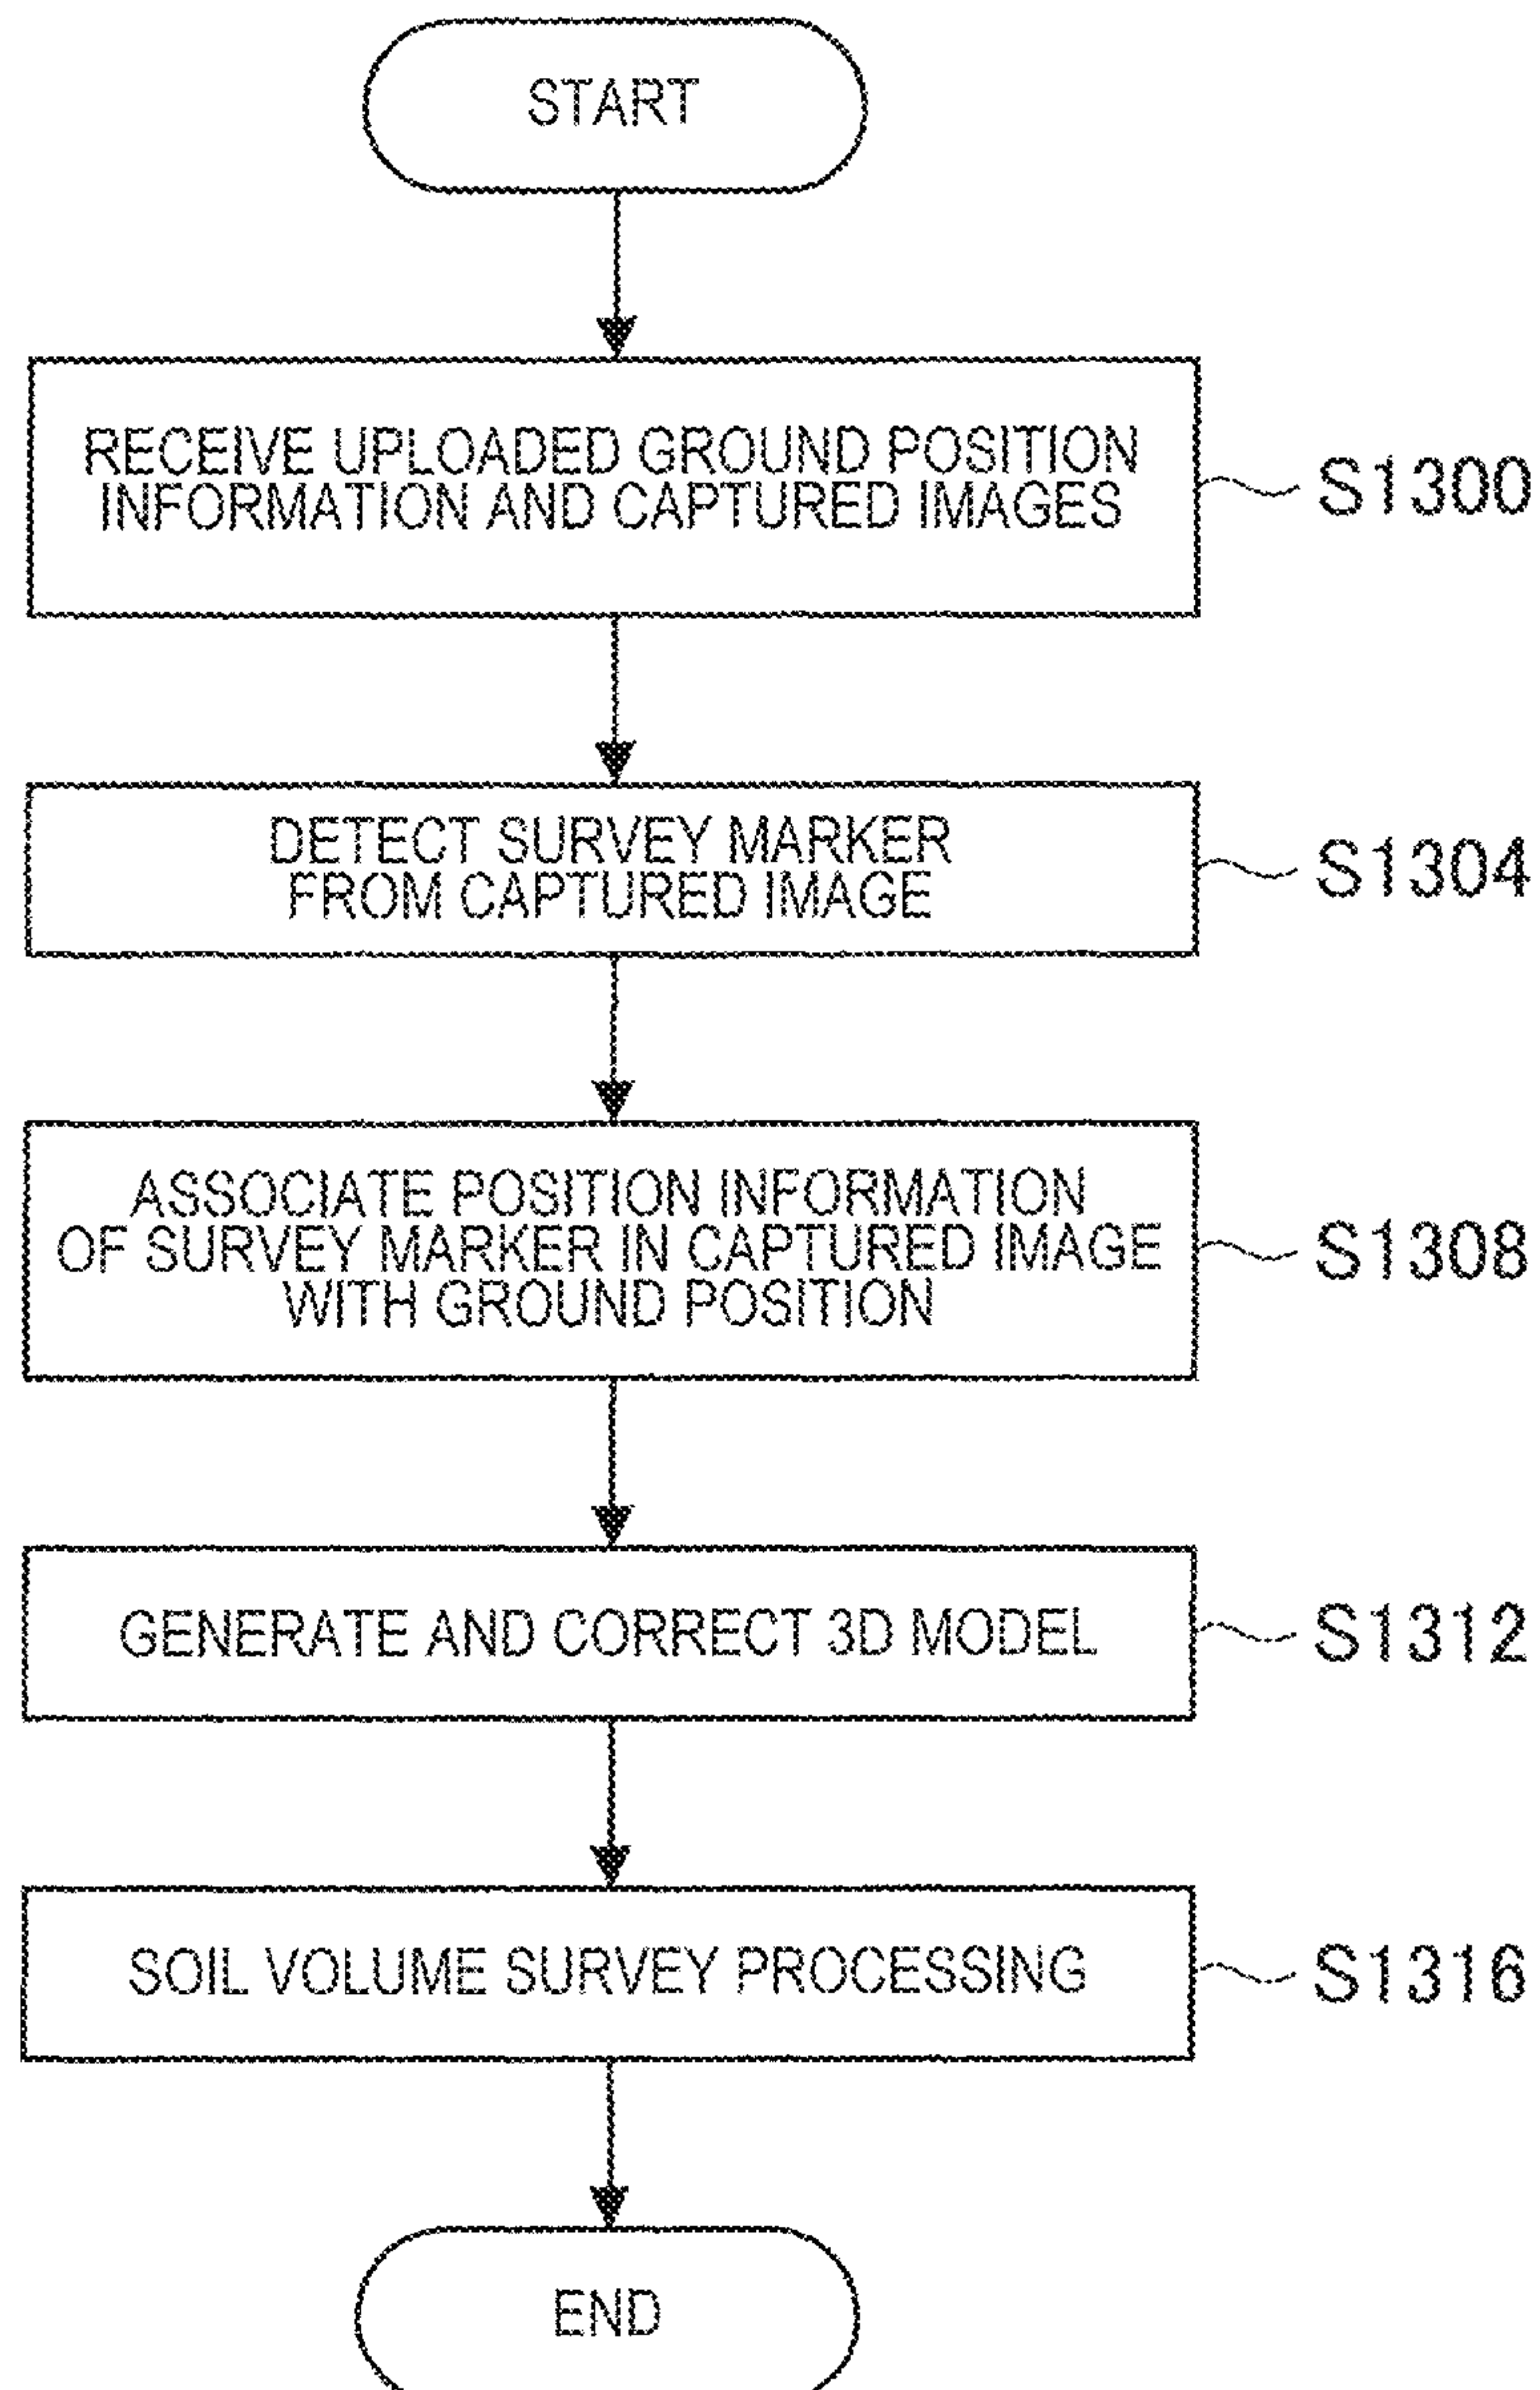 START
RECEIVE UPLOADED GROUND POSITION
INFORMATION AND CAPTURED IMAGES
S1300
DETECT SURVEY MARKER
FROM CAPTURED IMAGE
S1304
ASSOCIATE POSITION INFORMATION
OF SURVEY MARKER IN CAPTURED IMAGE
WITH GROUND POSITION
S1308
GENERATE AND CORRECT 3D MODEL
S1312
SOIL VOLUME SURVEY PROCESSING
S1316
END